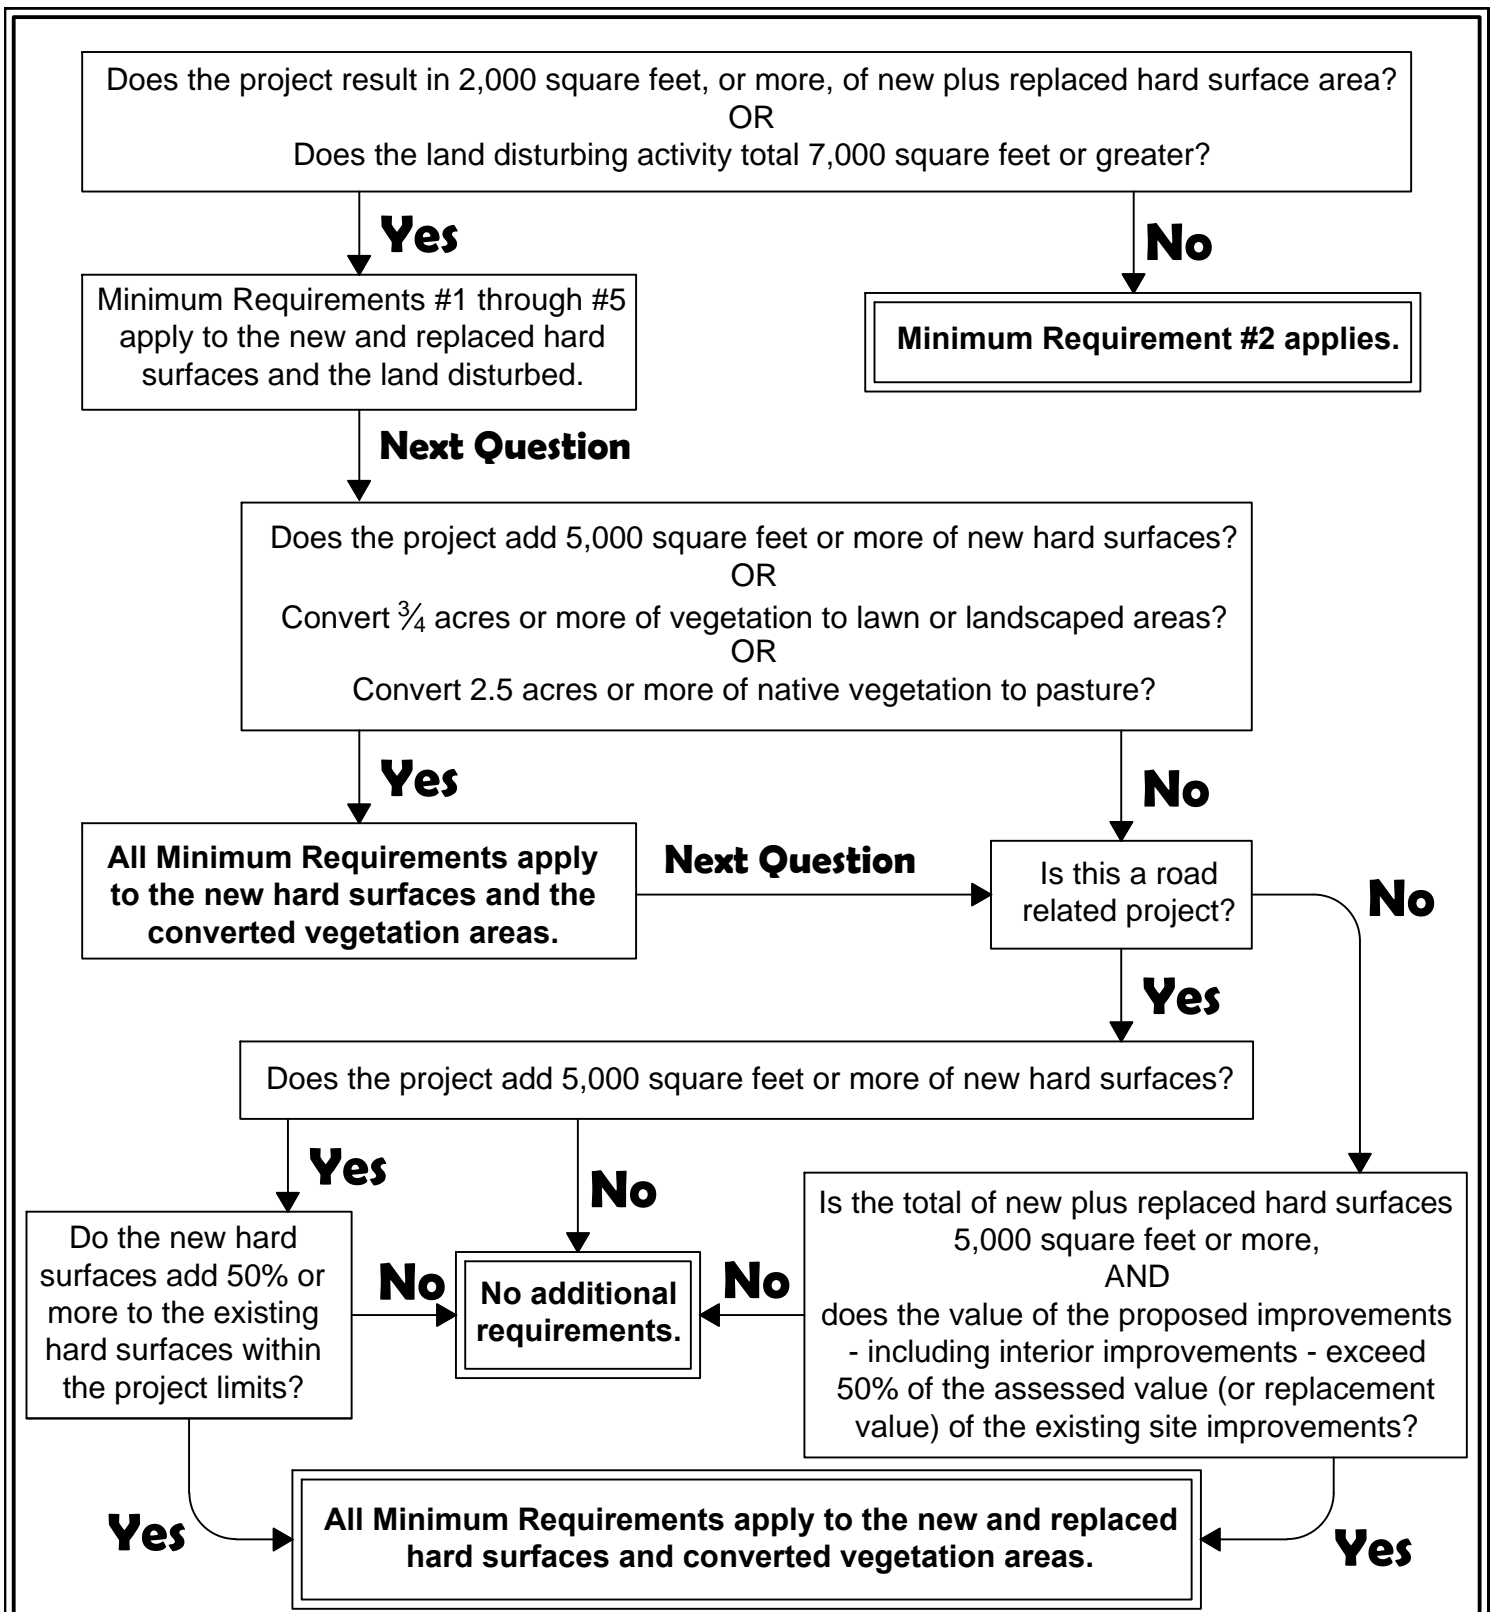 Does the project result in 2,000 square feet, or more, of new plus replaced hard surface area?
OR
Does the land disturbing activity total 7,000 square feet or greater?
Yes
No
Minimum Requirements #1 through #5
apply to the new and replaced hard
surfaces and the land disturbed.
Minimum Requirement #2 applies.
Next Question
Does the project add 5,000 square feet or more of new hard surfaces?
OR
Convert ¾ acres or more of vegetation to lawn or landscaped areas?
OR
Convert 2.5 acres or more of native vegetation to pasture?
Yes
No
All Minimum Requirements apply
to the new hard surfaces and the
converted vegetation areas.
Next Question
Is this a road
related project?
No
Yes
Does the project add 5,000 square feet or more of new hard surfaces?
Yes
No
Do the new hard
surfaces add 50% or
more to the existing
hard surfaces within
the project limits?
No
No additional
requirements.
No
Is the total of new plus replaced hard surfaces
5,000 square feet or more,
AND
does the value of the proposed improvements
- including interior improvements - exceed
50% of the assessed value (or replacement
value) of the existing site improvements?
Yes
All Minimum Requirements apply to the new and replaced
hard surfaces and converted vegetation areas.
Yes